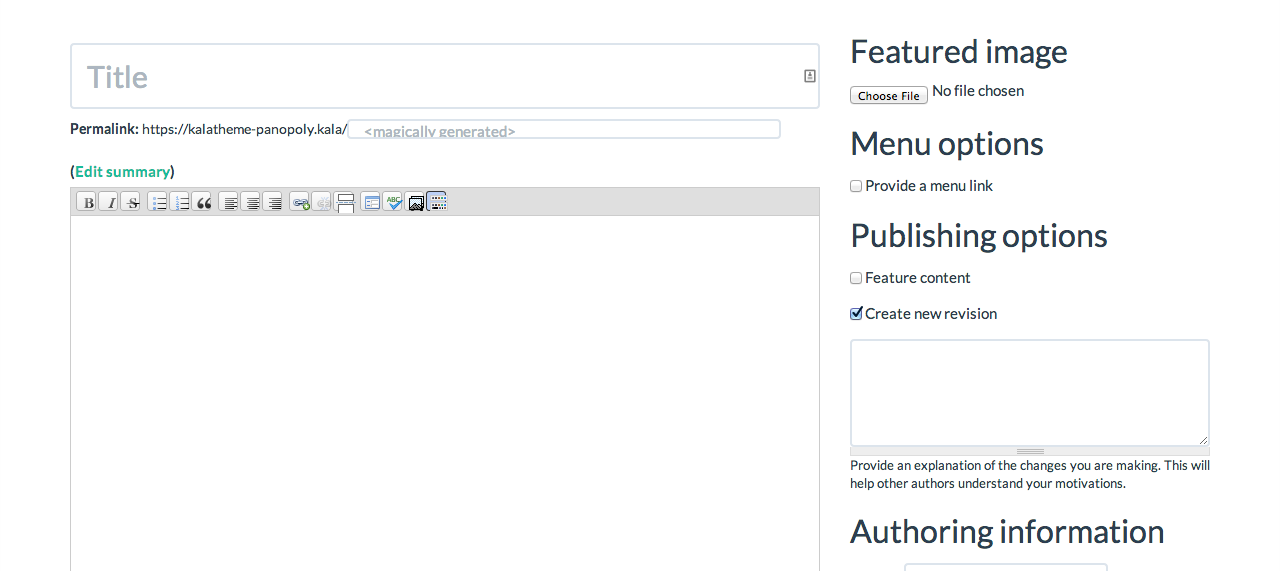 Title
Permalink: https://kalatheme-panopoly.kala/ <magically generated>
(Edit summary)
B I S ABC
Featured image
Choose File No file chosen
Menu options
Provide a menu link
Publishing options
Feature content
Create new revision
Provide an explanation of the changes you are making. This will
help other authors understand your motivations.
Authoring information